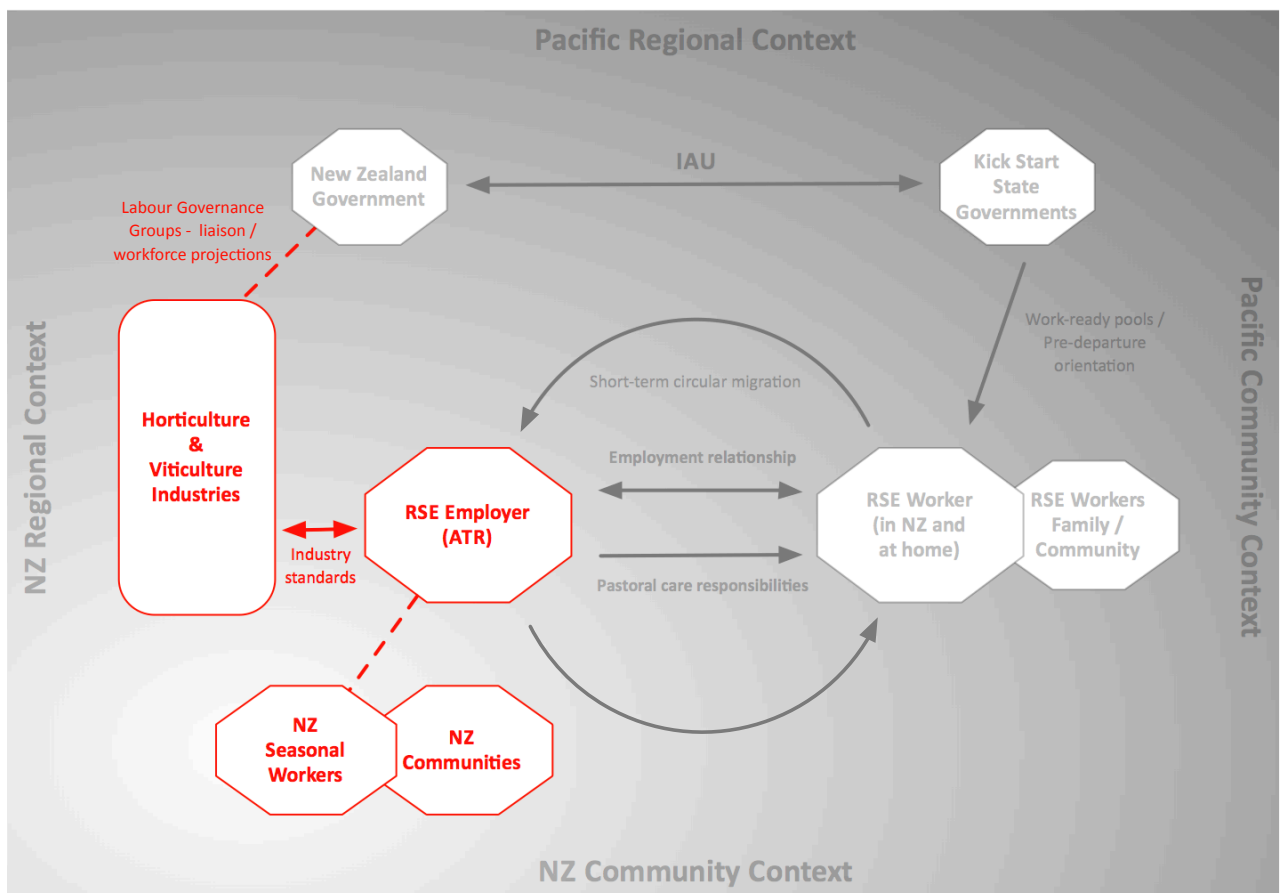 Pacific Regional Context
New Zealand
Government
IAU
Kick Start
State
Governments
Labour Governance
Groups -  liaison /
workforce projections
NZ Regional Context
Pacific Community Context
Horticulture
&
Viticulture
Industries
Work-ready pools /
Pre-departure
orientation
Short-term circular migration
Employment relationship
RSE Employer
(ATR)
RSE Worker
(in NZ and
at home)
RSE Workers
Family /
Community
Industry
standards
Pastoral care responsibilities
NZ
Seasonal
Workers
NZ
Communities
NZ Community Context